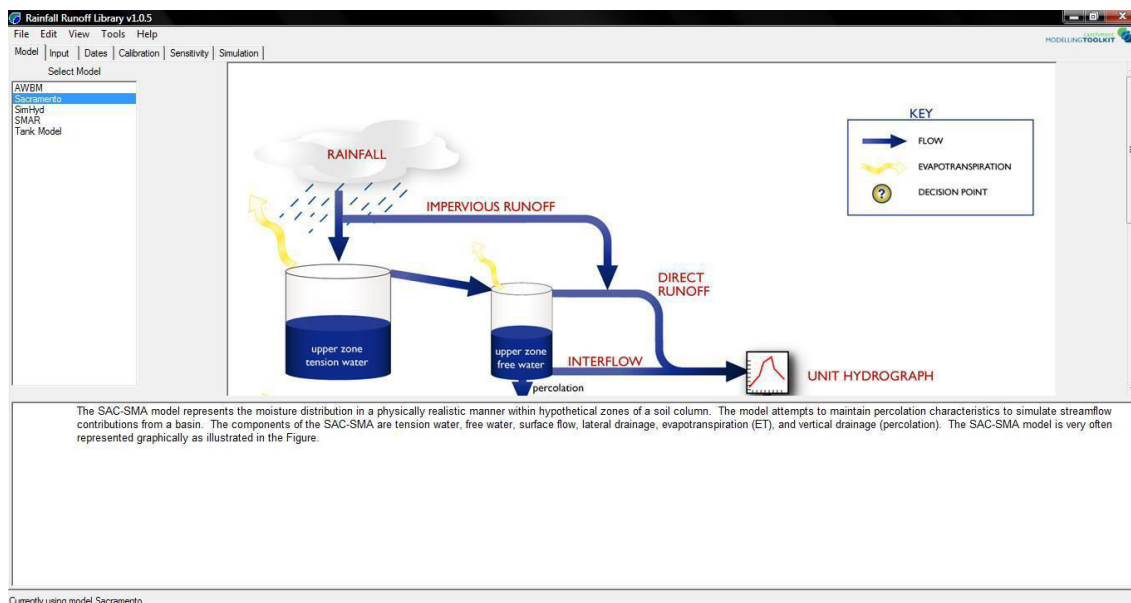 Rainfall Runoff Library v1.0.5
File Edit View Tools Help
catchment
MODELLINGTOOLKIT
Model Input Dates Calibration Sensitivity Simulation
Select Model
AWBM
Sacramento
SimHyd
SMAR
Tank Model
KEY
FLOW
EVAPOTRANSPIRATION
? DECISION POINT
RAINFALL
IMPERVIOUS RUNOFF
DIRECT
RUNOFF
upper zone
tension water
upper zone
free water
INTERFLOW
percolation
UNIT HYDROGRAPH
The SAC-SMA model represents the moisture distribution in a physically realistic manner within hypothetical zones of a soil column. The model attempts to maintain percolation characteristics to simulate streamflow
contributions from a basin. The components of the SAC-SMA are tension water, free water, surface flow, lateral drainage, evapotranspiration (ET), and vertical drainage (percolation). The SAC-SMA model is very often
represented graphically as illustrated in the Figure.
Currently using model Sacramento